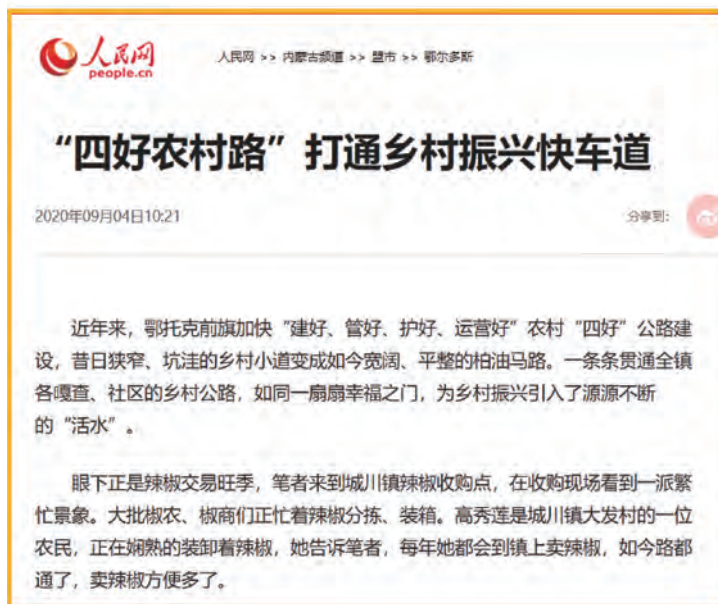 人民网
people.cn
人民网 >> 内蒙古频道 >> 盟市 >> 鄂尔多斯
“四好农村路”打通乡村振兴快车道
2020年09月04日10:21
分享到:
近年来，鄂托克前旗加快“建好、管好、护好、运营好”农村“四好”公路建
设，昔日狭窄、坑洼的乡村小道变成如今宽阔、平整的柏油马路。一条条贯通全镇
各嘎查、社区的乡村公路，如同一扇扇幸福之门，为乡村振兴引入了源源不断
的“活水”。
眼下正是辣椒交易旺季，笔者来到城川镇辣椒收购点，在收购现场看到一派繁
忙景象。大批椒农、椒商们正忙着辣椒分拣、装箱。高秀莲是城川镇大发村的一位
农民，正在娴熟的装卸着辣椒，她告诉笔者，每年她都会到镇上卖辣椒，如今路都
通了，卖辣椒方便多了。